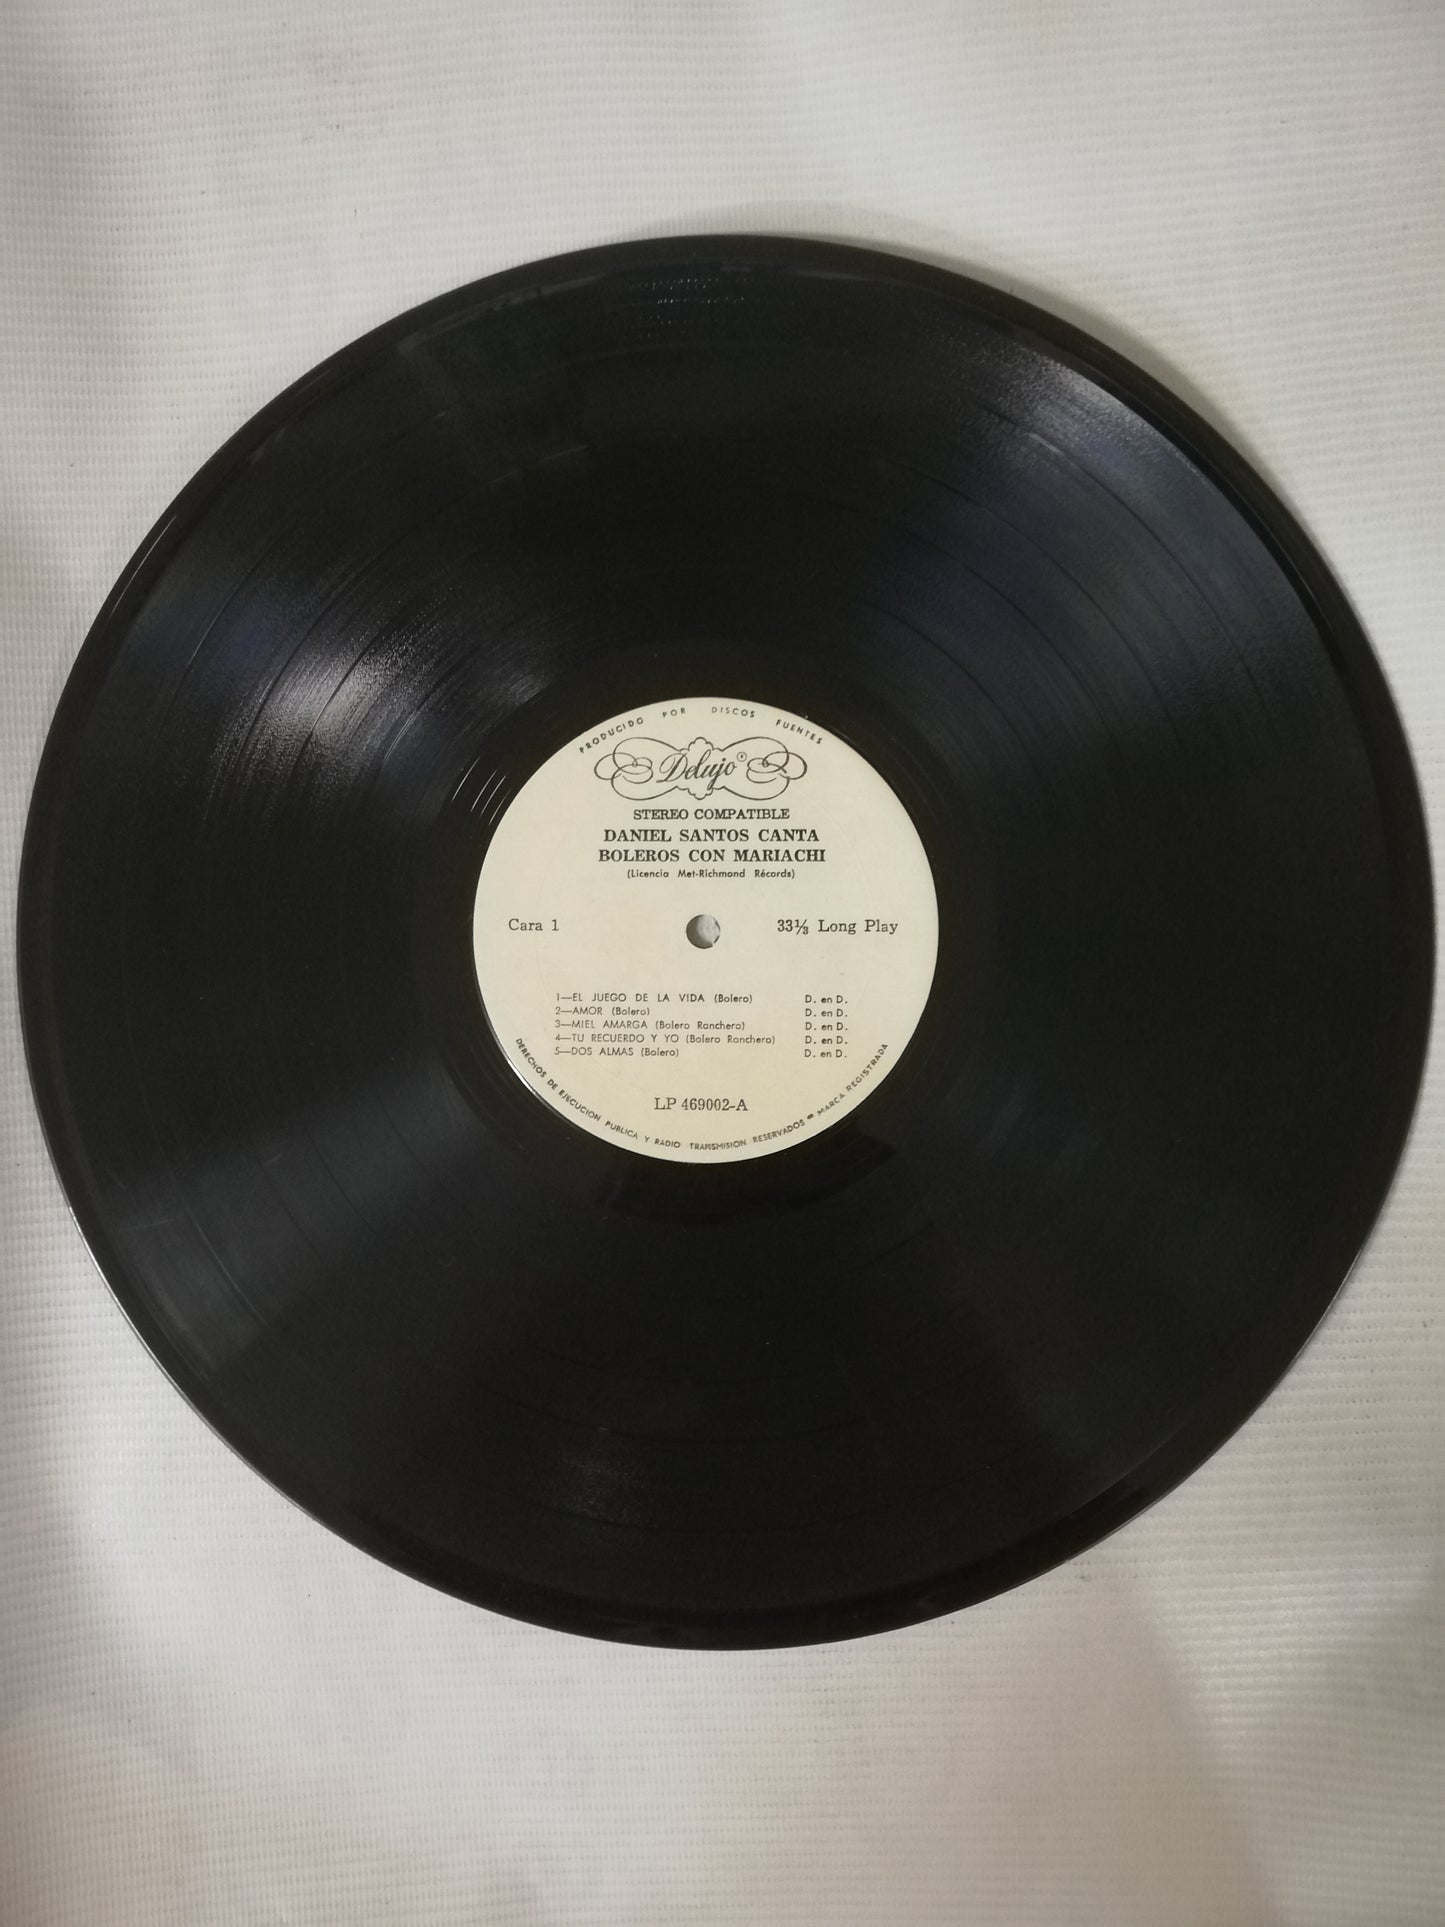 PRODUCIDO POR DISCOS FUENTES
Delujo ®
STEREO COMPATIBLE
DANIEL SANTOS CANTA
BOLEROS CON MARIACHI
(Licencia Met-Richmond Récords)
Cara 1
33⅓ Long Play
1—EL JUEGO DE LA VIDA (Bolero) D. en D.
2—AMOR (Bolero) D. en D.
3—MIEL AMARGA (Bolero Ranchero) D. en D.
4—TU RECUERDO Y YO (Bolero Ranchero) D. en D.
5—DOS ALMAS (Bolero) D. en D.
LP 469002-A
DERECHOS DE EJECUCION PUBLICA Y RADIO TRANSMISION RESERVADOS ● MARCA REGISTRADA